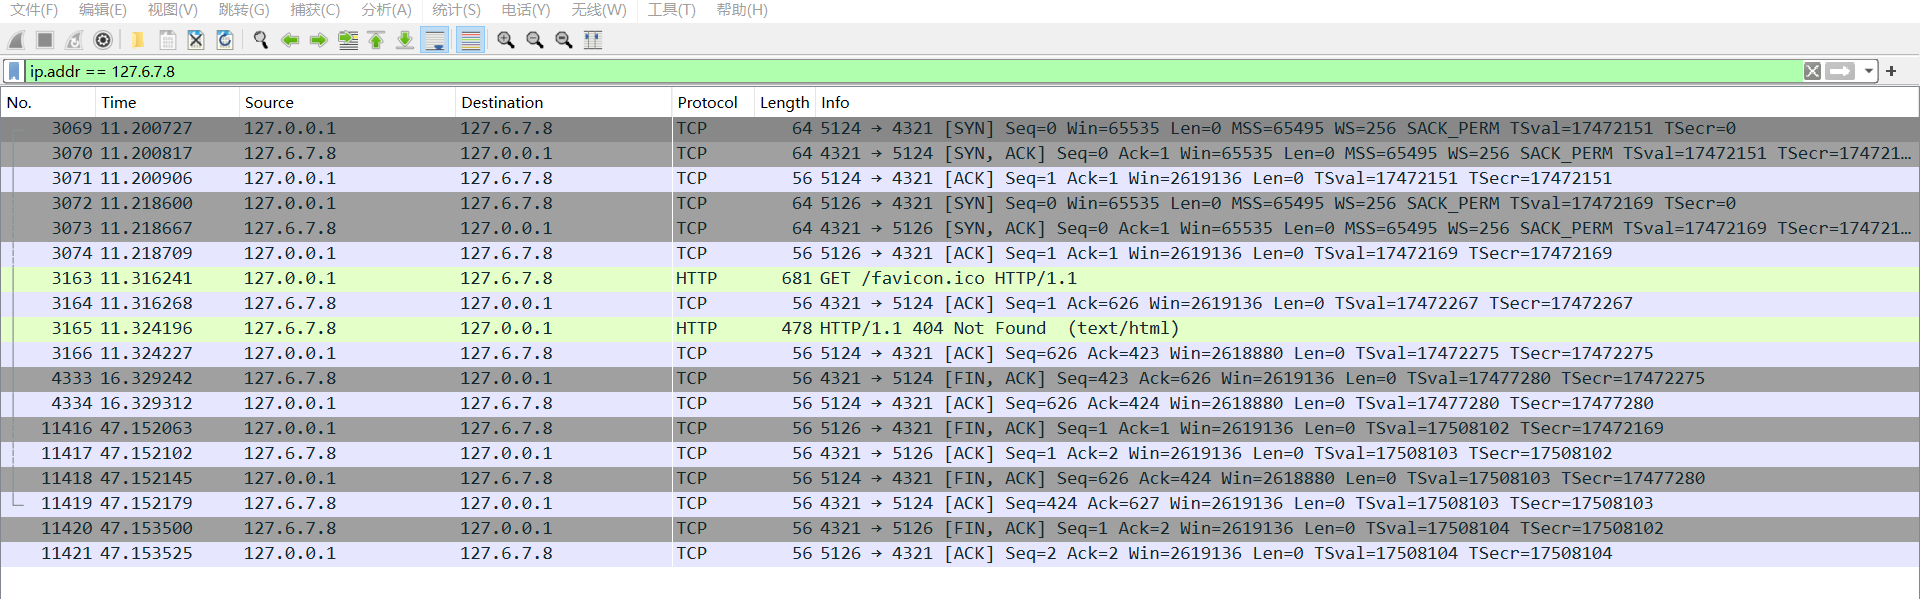 文件(F) 编辑(E) 视图(V) 跳转(G) 捕获(C) 分析(A) 统计(S) 电话(Y) 无线(W) 工具(T) 帮助(H)
ip.addr == 127.6.7.8
No. Time Source Destination Protocol Length Info
3069 11.200727 127.0.0.1 127.6.7.8 TCP 64 5124 → 4321 [SYN] Seq=0 Win=65535 Len=0 MSS=65495 WS=256 SACK_PERM TSval=17472151 TSecr=0
3070 11.200817 127.6.7.8 127.0.0.1 TCP 64 4321 → 5124 [SYN, ACK] Seq=0 Ack=1 Win=65535 Len=0 MSS=65495 WS=256 SACK_PERM TSval=17472151 TSecr=174721…
3071 11.200906 127.0.0.1 127.6.7.8 TCP 56 5124 → 4321 [ACK] Seq=1 Ack=1 Win=2619136 Len=0 TSval=17472151 TSecr=17472151
3072 11.218600 127.0.0.1 127.6.7.8 TCP 64 5126 → 4321 [SYN] Seq=0 Win=65535 Len=0 MSS=65495 WS=256 SACK_PERM TSval=17472169 TSecr=0
3073 11.218667 127.6.7.8 127.0.0.1 TCP 64 4321 → 5126 [SYN, ACK] Seq=0 Ack=1 Win=65535 Len=0 MSS=65495 WS=256 SACK_PERM TSval=17472169 TSecr=174721…
3074 11.218709 127.0.0.1 127.6.7.8 TCP 56 5126 → 4321 [ACK] Seq=1 Ack=1 Win=2619136 Len=0 TSval=17472169 TSecr=17472169
3163 11.316241 127.0.0.1 127.6.7.8 HTTP 681 GET /favicon.ico HTTP/1.1
3164 11.316268 127.6.7.8 127.0.0.1 TCP 56 4321 → 5124 [ACK] Seq=1 Ack=626 Win=2619136 Len=0 TSval=17472267 TSecr=17472267
3165 11.324196 127.6.7.8 127.0.0.1 HTTP 478 HTTP/1.1 404 Not Found (text/html)
3166 11.324227 127.0.0.1 127.6.7.8 TCP 56 5124 → 4321 [ACK] Seq=626 Ack=423 Win=2618880 Len=0 TSval=17472275 TSecr=17472275
4333 16.329242 127.6.7.8 127.0.0.1 TCP 56 4321 → 5124 [FIN, ACK] Seq=423 Ack=626 Win=2619136 Len=0 TSval=17477280 TSecr=17472275
4334 16.329312 127.0.0.1 127.6.7.8 TCP 56 5124 → 4321 [ACK] Seq=626 Ack=424 Win=2618880 Len=0 TSval=17477280 TSecr=17477280
11416 47.152063 127.0.0.1 127.6.7.8 TCP 56 5126 → 4321 [FIN, ACK] Seq=1 Ack=1 Win=2619136 Len=0 TSval=17508102 TSecr=17472169
11417 47.152102 127.6.7.8 127.0.0.1 TCP 56 4321 → 5126 [ACK] Seq=1 Ack=2 Win=2619136 Len=0 TSval=17508103 TSecr=17508102
11418 47.152145 127.0.0.1 127.6.7.8 TCP 56 5124 → 4321 [FIN, ACK] Seq=626 Ack=424 Win=2618880 Len=0 TSval=17508103 TSecr=17477280
11419 47.152179 127.6.7.8 127.0.0.1 TCP 56 4321 → 5124 [ACK] Seq=424 Ack=627 Win=2619136 Len=0 TSval=17508103 TSecr=17508103
11420 47.153500 127.6.7.8 127.0.0.1 TCP 56 4321 → 5126 [FIN, ACK] Seq=1 Ack=2 Win=2619136 Len=0 TSval=17508104 TSecr=17508102
11421 47.153525 127.0.0.1 127.6.7.8 TCP 56 5126 → 4321 [ACK] Seq=2 Ack=2 Win=2619136 Len=0 TSval=17508104 TSecr=17508104